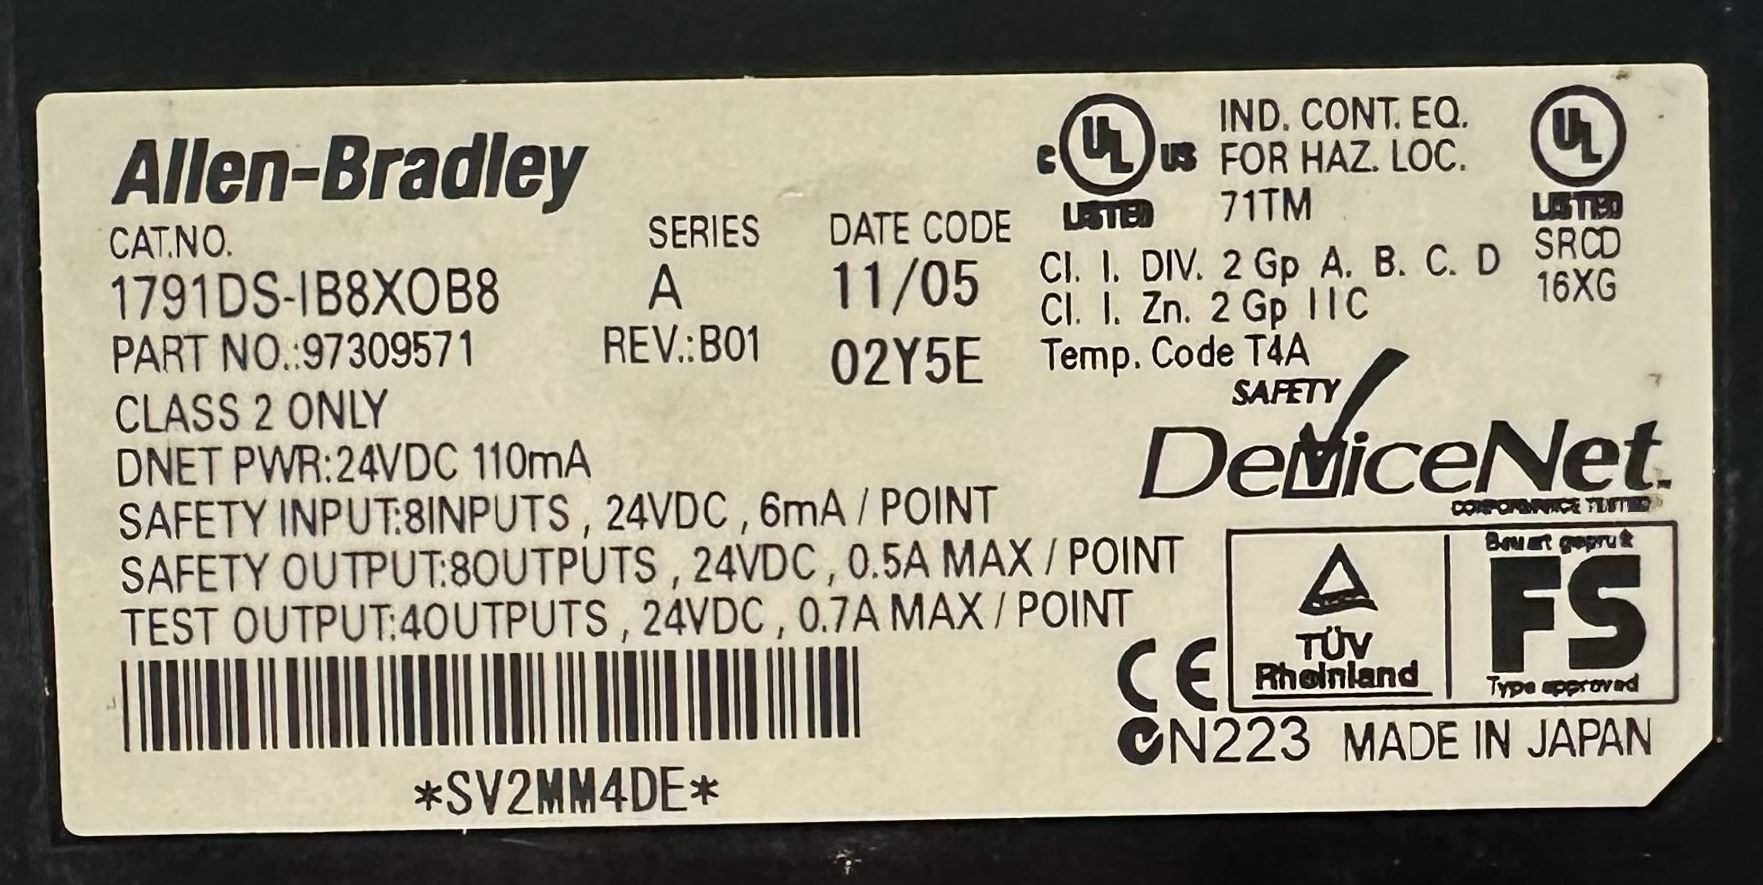 Allen-Bradley
CAT.NO. SERIES DATE CODE
1791DS-IB8XOB8 A 11/05
PART NO.:97309571 REV.:B01 02Y5E
CLASS 2 ONLY
DNET PWR:24VDC 110mA
SAFETY INPUT:8INPUTS , 24VDC , 6mA / POINT
SAFETY OUTPUT:8OUTPUTS , 24VDC , 0.5A MAX / POINT
TEST OUTPUT:4OUTPUTS , 24VDC , 0.7A MAX / POINT
*SV2MM4DE*
C UL US
LISTED
IND. CONT. EQ.
FOR HAZ. LOC.
71TM
UL
LISTED
SRCD
16XG
Cl. I. DIV. 2 Gp A. B. C. D
Cl. I. Zn. 2 Gp IIC
Temp. Code T4A
SAFETY
DeviceNet.
CONFORMANCE TESTED
TÜV
Rheinland
Bauart gepruft
FS
Type approved
CE
N223 MADE IN JAPAN